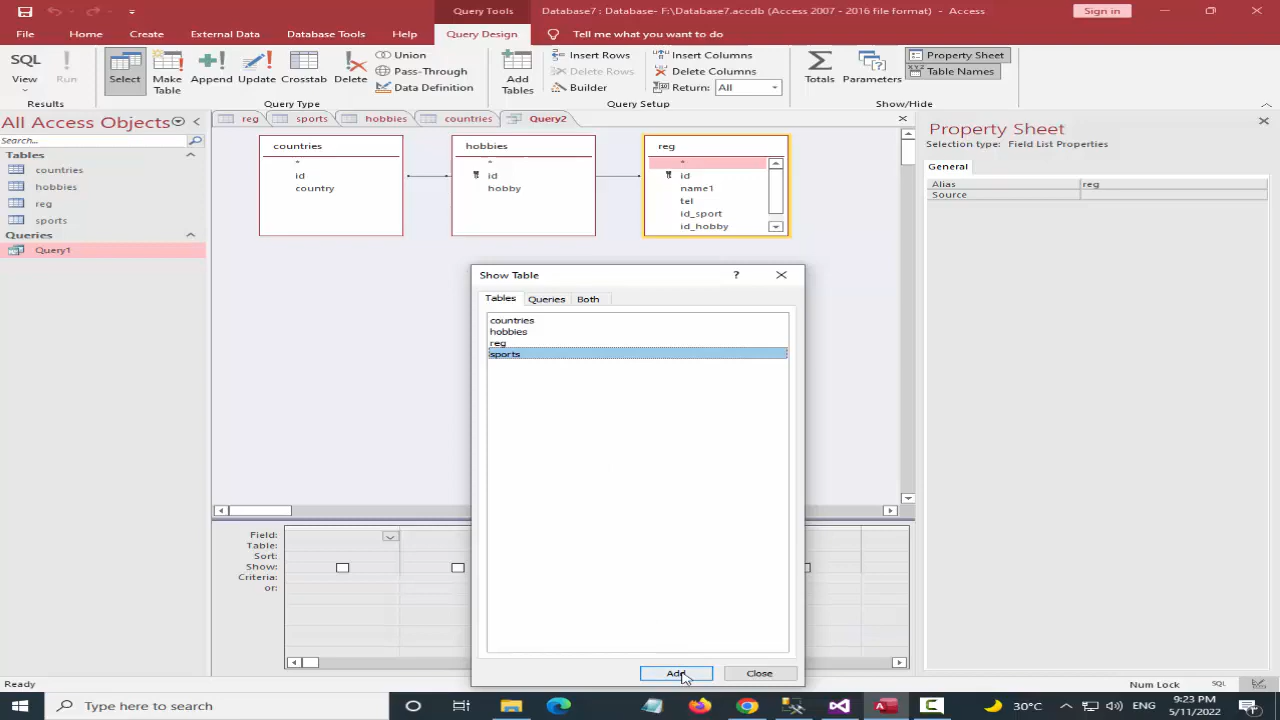 Query Tools
Database7 : Database- F:\Database7.accdb (Access 2007 - 2016 file format) - Access
Sign in
File
Home
Create
External Data
Database Tools
Help
Query Design
Tell me what you want to do
SQL
View
Run
Results
Select
Make
Table
Append
Update
Crosstab
Delete
Union
Pass-Through
Data Definition
Query Type
Add
Tables
Insert Rows
Delete Rows
Builder
Insert Columns
Delete Columns
Return: All
Query Setup
Totals
Parameters
Property Sheet
Table Names
Show/Hide
All Access Objects
Search...
Tables
countries
hobbies
reg
sports
Queries
Query1
reg
sports
hobbies
countries
Query2
countries
*
id
country
hobbies
*
id
hobby
reg
*
id
name1
tel
id_sport
id_hobby
Show Table
?
Tables
Queries
Both
countries
hobbies
reg
sports
Add
Close
Field:
Table:
Sort:
Show:
Criteria:
or:
Property Sheet
Selection type: Field List Properties
General
Alias
reg
Source
Ready
Num Lock
SQL
Type here to search
30°C
ENG
9:23 PM
5/11/2022